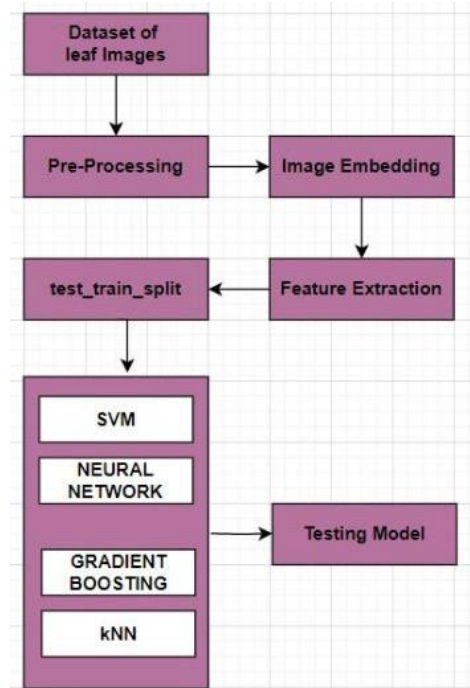 Dataset of
leaf Images
Pre-Processing
Image Embedding
test_train_split
Feature Extraction
SVM
NEURAL
NETWORK
GRADIENT
BOOSTING
kNN
Testing Model